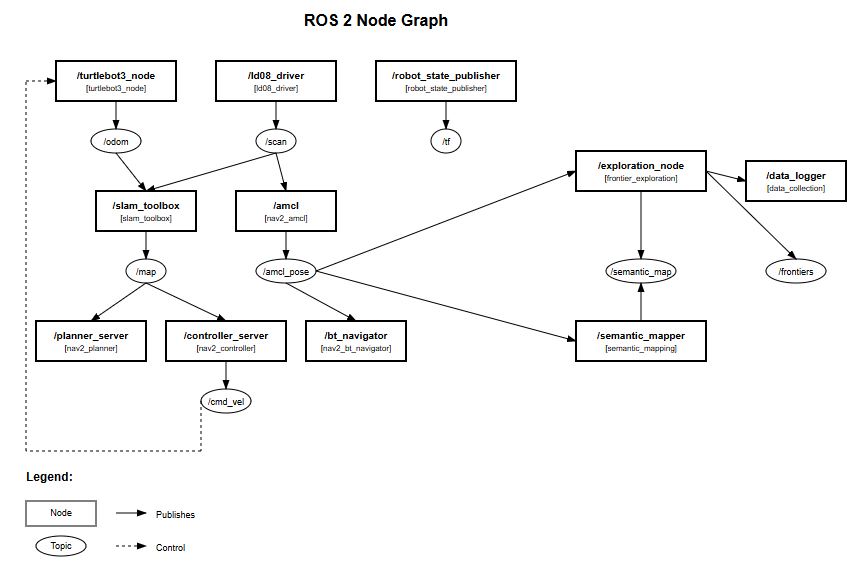 ROS 2 Node Graph
/turtlebot3_node
[turtlebot3_node]
/ld08_driver
[ld08_driver]
/robot_state_publisher
[robot_state_publisher]
/odom
/scan
/tf
/exploration_node
[frontier_exploration]
/data_logger
[data_collection]
/slam_toolbox
[slam_toolbox]
/amcl
[nav2_amcl]
/map
/amcl_pose
/semantic_map
/frontiers
/planner_server
[nav2_planner]
/controller_server
[nav2_controller]
/bt_navigator
[nav2_bt_navigator]
/semantic_mapper
[semantic_mapping]
/cmd_vel
Legend:
Node
Publishes
Topic
Control